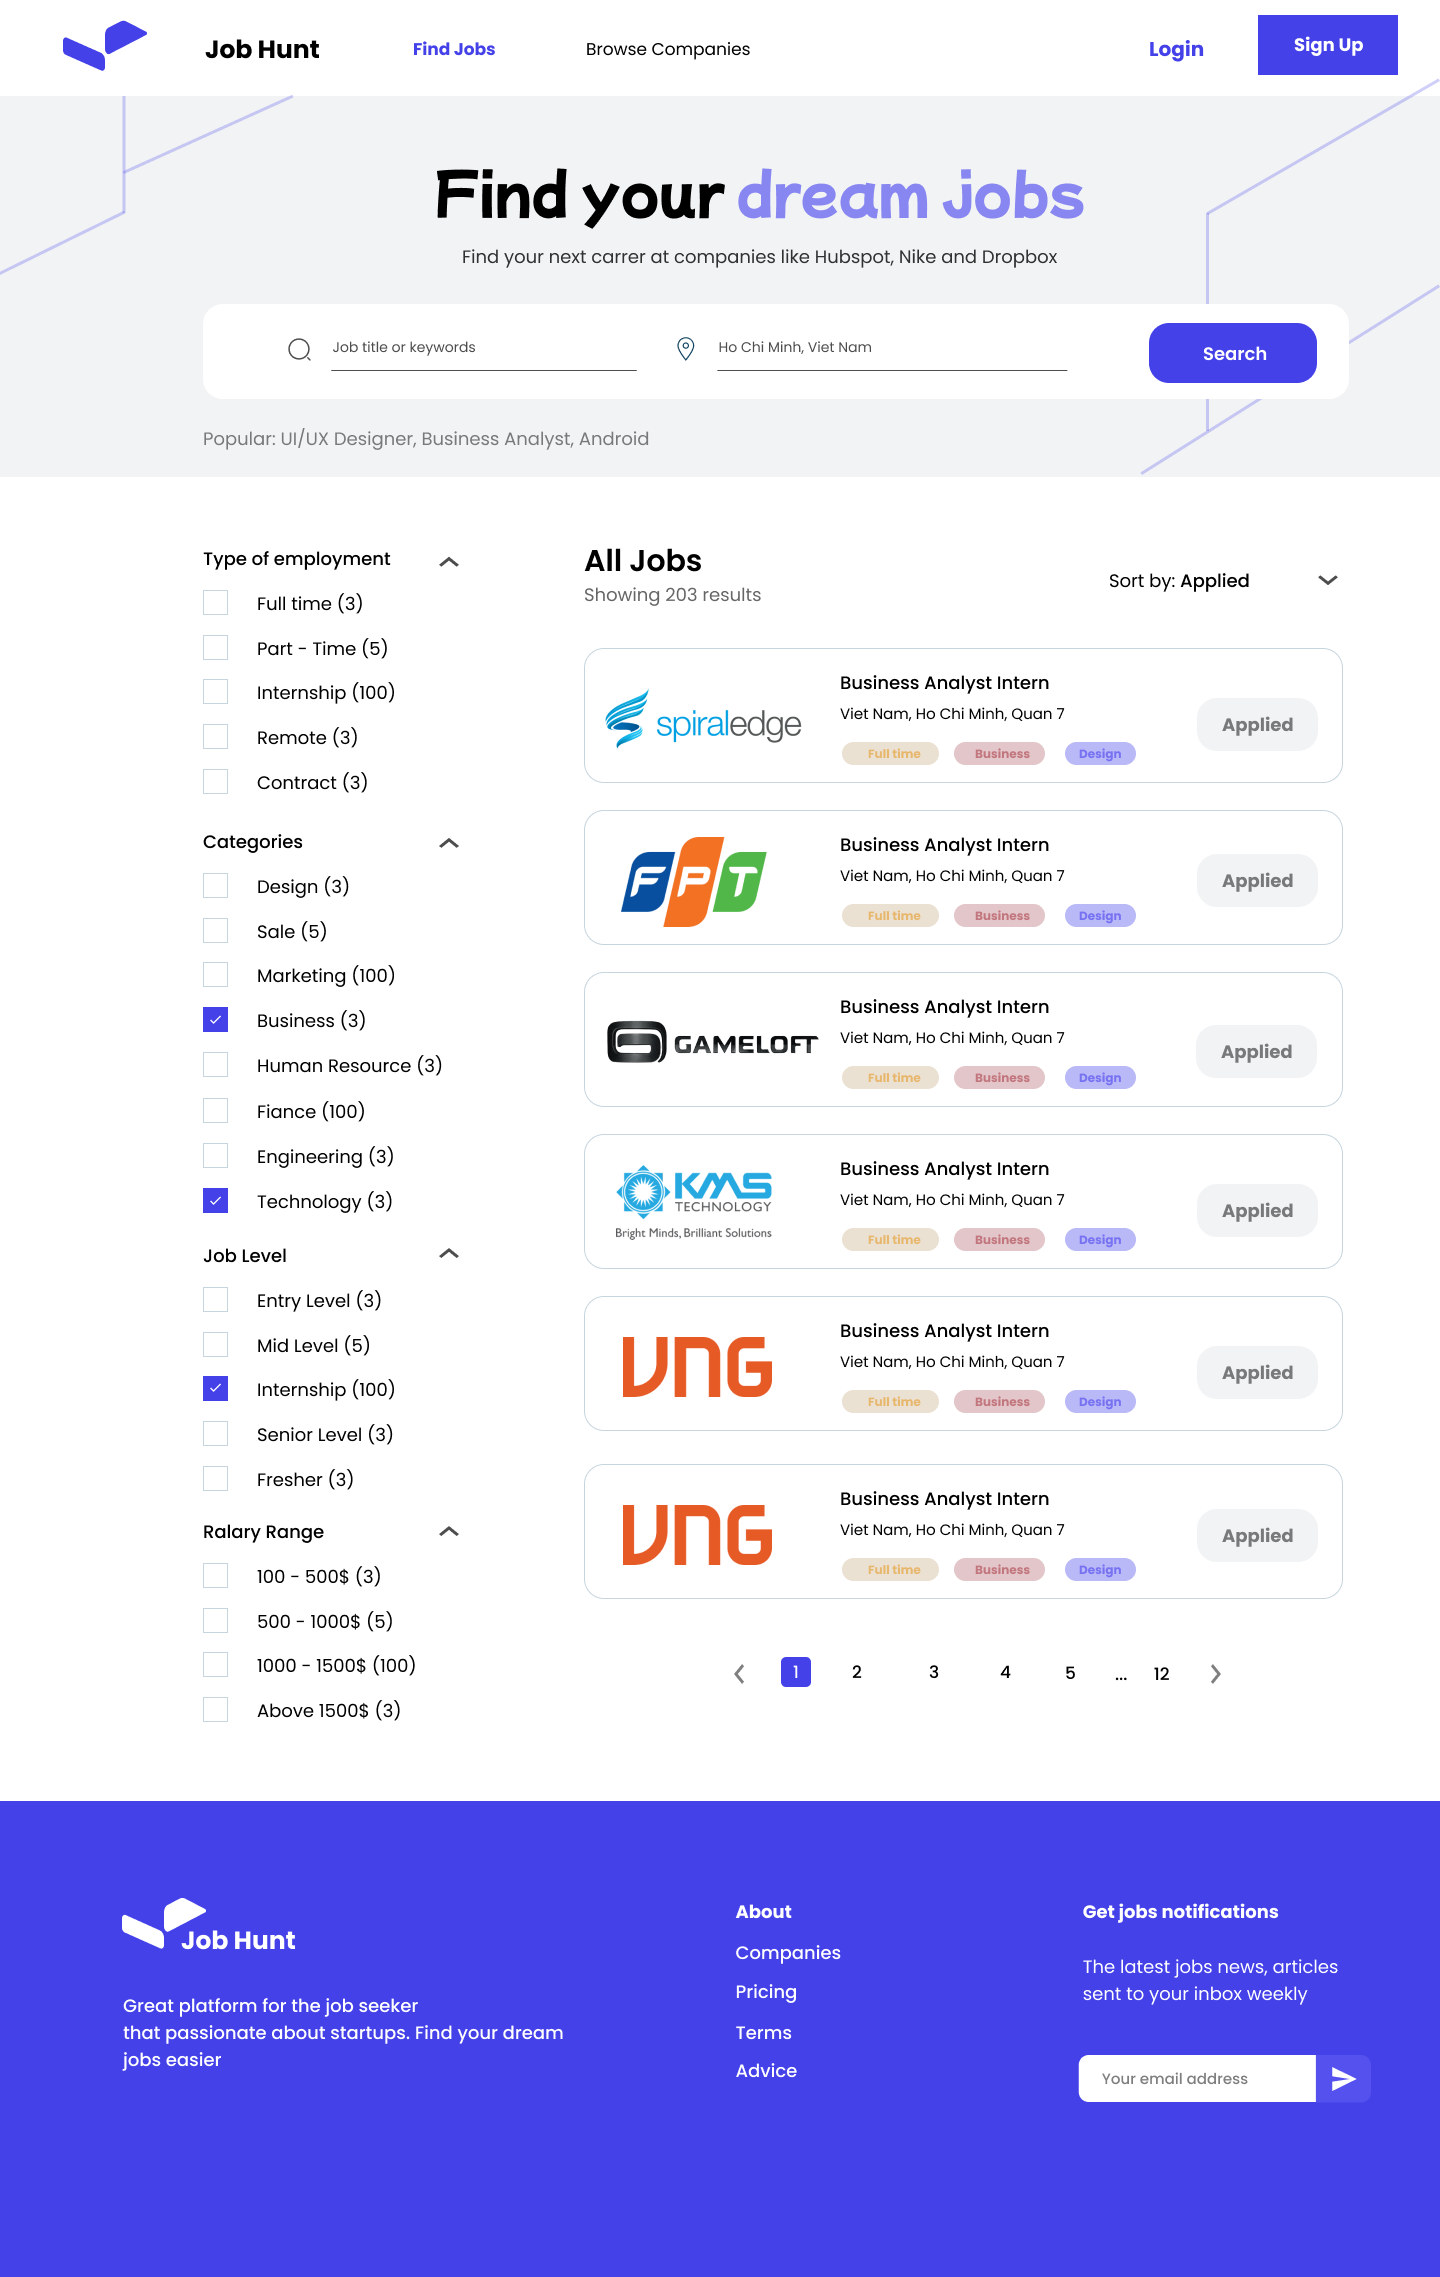 Job Hunt
Find Jobs
Browse Companies
Login
Sign Up
Find your dream jobs
Find your next carrer at companies like Hubspot, Nike and Dropbox
Job title or keywords
Ho Chi Minh, Viet Nam
Search
Popular: UI/UX Designer, Business Analyst, Android
Type of employment
Full time (3)
Part - Time (5)
Internship (100)
Remote (3)
Contract (3)
Categories
Design (3)
Sale (5)
Marketing (100)
Business (3)
Human Resource (3)
Fiance (100)
Engineering (3)
Technology (3)
Job Level
Entry Level (3)
Mid Level (5)
Internship (100)
Senior Level (3)
Fresher (3)
Ralary Range
100 - 500$ (3)
500 - 1000$ (5)
1000 - 1500$ (100)
Above 1500$ (3)
All Jobs
Showing 203 results
Sort by: Applied
spiraledge
Business Analyst Intern
Viet Nam, Ho Chi Minh, Quan 7
Full time
Business
Design
Applied
FPT
Business Analyst Intern
Viet Nam, Ho Chi Minh, Quan 7
Full time
Business
Design
Applied
GAMELOFT
Business Analyst Intern
Viet Nam, Ho Chi Minh, Quan 7
Full time
Business
Design
Applied
KMS
TECHNOLOGY
Bright Minds, Brilliant Solutions
Business Analyst Intern
Viet Nam, Ho Chi Minh, Quan 7
Full time
Business
Design
Applied
VNG
Business Analyst Intern
Viet Nam, Ho Chi Minh, Quan 7
Full time
Business
Design
Applied
VNG
Business Analyst Intern
Viet Nam, Ho Chi Minh, Quan 7
Full time
Business
Design
Applied
1 2 3 4 5 ... 12
Job Hunt
Great platform for the job seeker
that passionate about startups. Find your dream
jobs easier
About
Companies
Pricing
Terms
Advice
Get jobs notifications
The latest jobs news, articles
sent to your inbox weekly
Your email address